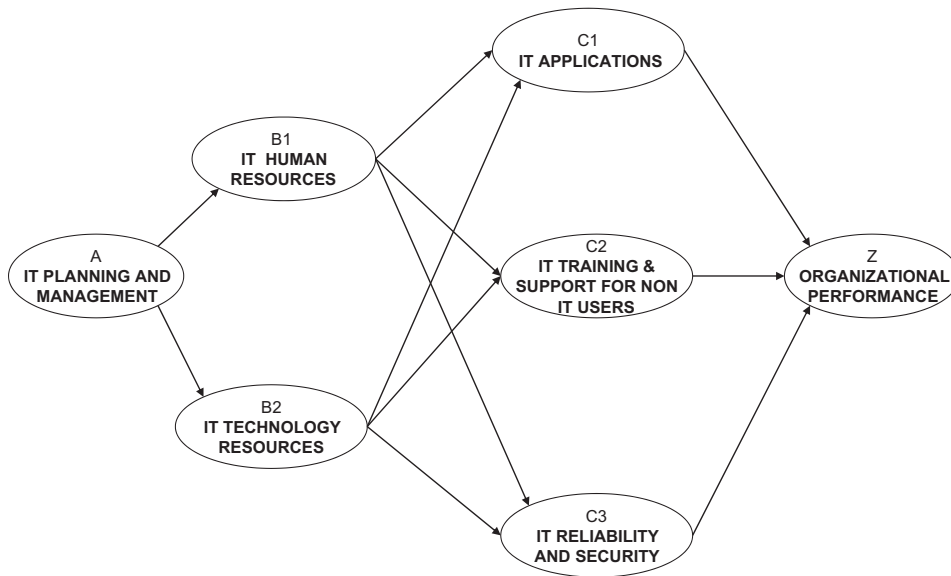 C1
IT APPLICATIONS
B1
IT HUMAN
RESOURCES
A
IT PLANNING AND
MANAGEMENT
C2
IT TRAINING &
SUPPORT FOR NON
IT USERS
Z
ORGANIZATIONAL
PERFORMANCE
B2
IT TECHNOLOGY
RESOURCES
C3
IT RELIABILITY
AND SECURITY